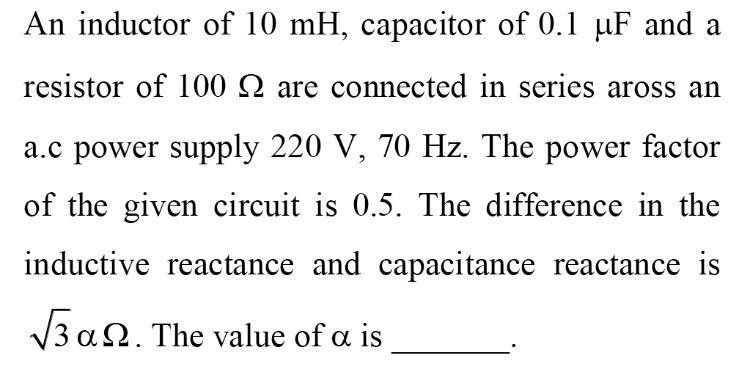 An inductor of 10 mH, capacitor of 0.1 μF and a
resistor of 100 Ω are connected in series aross an
a.c power supply 220 V, 70 Hz. The power factor
of the given circuit is 0.5. The difference in the
inductive reactance and capacitance reactance is
√3 αΩ. The value of α is ________.